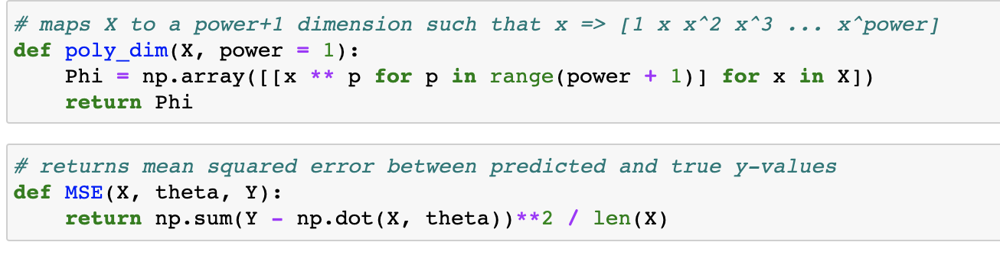 # maps X to a power+1 dimension such that x => [1 x x^2 x^3 ... x^power]
def poly_dim(X, power = 1):
    Phi = np.array([[x ** p for p in range(power + 1)] for x in X])
    return Phi
# returns mean squared error between predicted and true y-values
def MSE(X, theta, Y):
    return np.sum(Y - np.dot(X, theta))**2 / len(X)